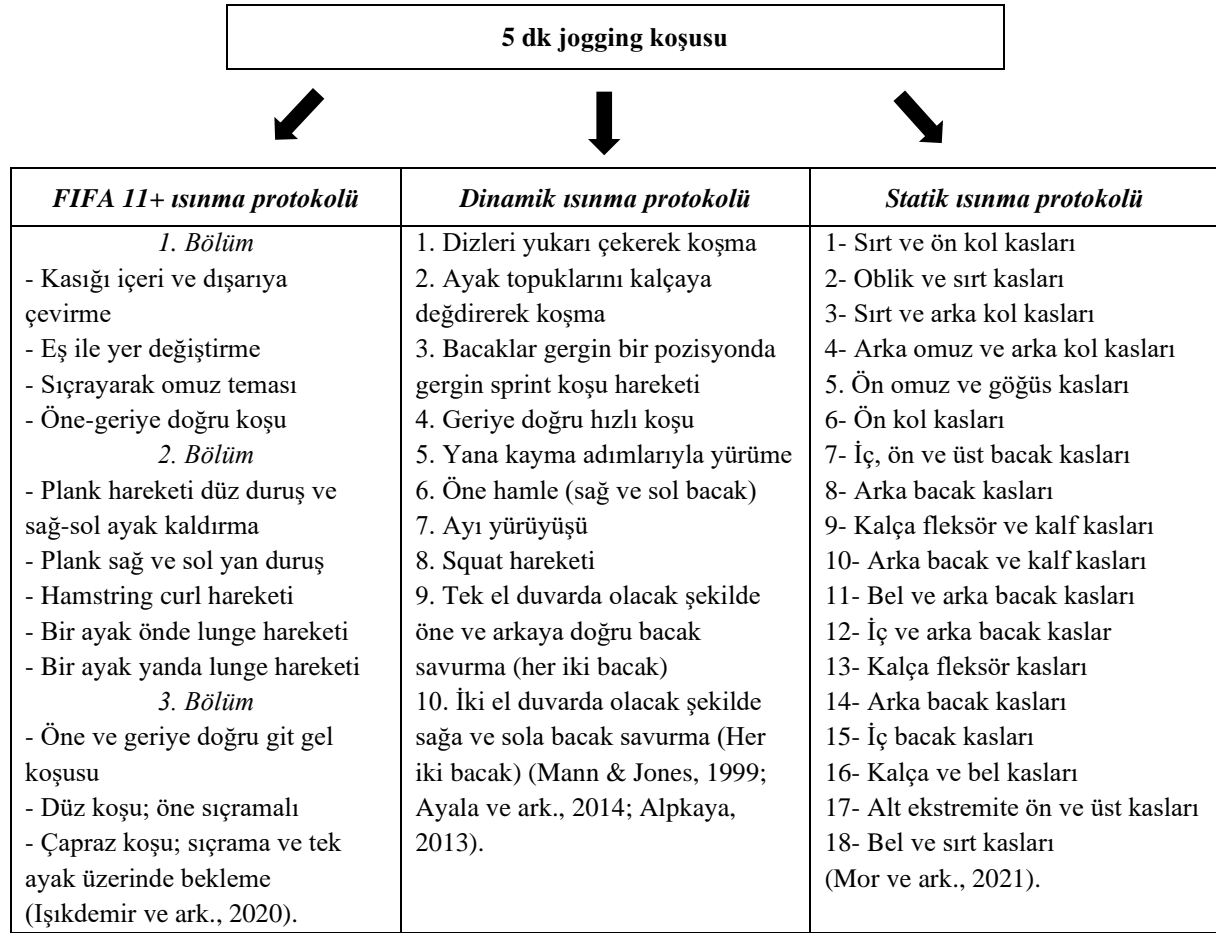 5 dk jogging koşusu
FIFA 11+ ısınma protokolü
1. Bölüm
- Kasığı içeri ve dışarıya
çevirme
- Eş ile yer değiştirme
- Sıçrayarak omuz teması
- Öne-geriye doğru koşu
2. Bölüm
- Plank hareketi düz duruş ve
sağ-sol ayak kaldırma
- Plank sağ ve sol yan duruş
- Hamstring curl hareketi
- Bir ayak önde lunge hareketi
- Bir ayak yanda lunge hareketi
3. Bölüm
- Öne ve geriye doğru git gel
koşusu
- Düz koşu; öne sıçramalı
- Çapraz koşu; sıçrama ve tek
ayak üzerinde bekleme
(Işıkdemir ve ark., 2020).
Dinamik ısınma protokolü
1. Dizleri yukarı çekerek koşma
2. Ayak topuklarını kalçaya
değdirerek koşma
3. Bacaklar gergin bir pozisyonda
gergin sprint koşu hareketi
4. Geriye doğru hızlı koşu
5. Yana kayma adımlarıyla yürüme
6. Öne hamle (sağ ve sol bacak)
7. Ayı yürüyüşü
8. Squat hareketi
9. Tek el duvarda olacak şekilde
öne ve arkaya doğru bacak
savurma (her iki bacak)
10. İki el duvarda olacak şekilde
sağa ve sola bacak savurma (Her
iki bacak) (Mann & Jones, 1999;
Ayala ve ark., 2014; Alpkaya,
2013).
Statik ısınma protokolü
1- Sırt ve ön kol kasları
2- Oblik ve sırt kasları
3- Sırt ve arka kol kasları
4- Arka omuz ve arka kol kasları
5. Ön omuz ve göğüs kasları
6- Ön kol kasları
7- İç, ön ve üst bacak kasları
8- Arka bacak kasları
9- Kalça fleksör ve kalf kasları
10- Arka bacak ve kalf kasları
11- Bel ve arka bacak kasları
12- İç ve arka bacak kaslar
13- Kalça fleksör kasları
14- Arka bacak kasları
15- İç bacak kasları
16- Kalça ve bel kasları
17- Alt ekstremite ön ve üst kasları
18- Bel ve sırt kasları
(Mor ve ark., 2021).